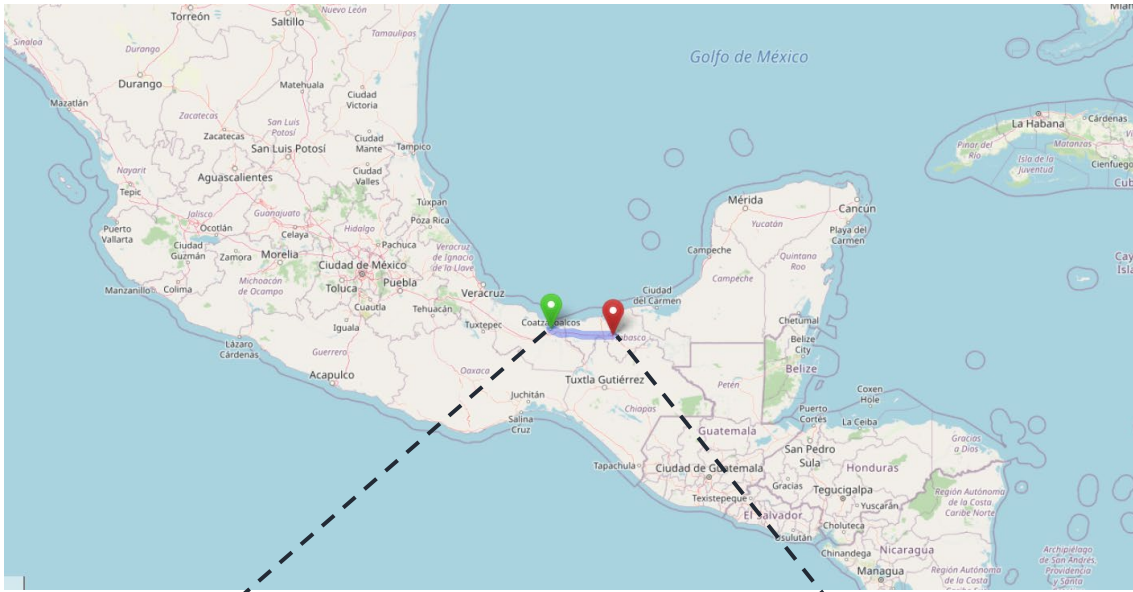 Torreón
Saltillo
Nuevo León
Sinaloa
Durango
Tamaulipas
Golfo de México
Durango
Matehuala
Ciudad
Victoria
Mazatlán
Zacatecas
San Luis
Potosí
Zacatecas
Ciudad
Mante
La Habana
Cárdenas
Pinar del
Río
Matanzas
San Luis Potosí
Tampico
Isla de la
Juventud
Cienfuego
Nayarit
Aguascalientes
Ciudad
Valles
Cub
Tepic
Túxpan
Mérida
Cancún
Jalisco
Guanajuato
Poza Rica
Yucatán
Puerto
Vallarta
Ocotlán
Celaya
Hidalgo
Playa del
Carmen
Ciudad
Guzmán
Zamora
Morelia
Pachuca
Veracruz
de Ignacio
de la Llave
Campeche
Quintana
Roo
Ciudad de México
Cay
Isla
Manzanillo
Colima
Michoacán
de Ocampo
Toluca
Puebla
Campeche
Veracruz
Ciudad
del Carmen
Cuautla
Tehuacán
Iguala
Tuxtepec
Chetumal
Lázaro
Cárdenas
Guerrero
Belize
City
Oaxaca
Petén
Belize
Acapulco
Tuxtla Gutiérrez
Juchitán
Chiapas
Coxen
Hole
Salina
Cruz
Puerto
Cortés
La Ceiba
Guatemala
Gracias
a Dios
San Pedro
Sula
Tapachula
Ciudad de Guatemala
Honduras
Gracias
Texistepeque
Tegucigalpa
Yuscarán
Región Autónoma
de la Costa
Caribe Norte
El Salvador
Choluteca
Usulután
Chinandega
Nicaragua
Managua
Región Autónoma
de la Costa
Archipiélago
de San Andrés,
Providencia
y Santa